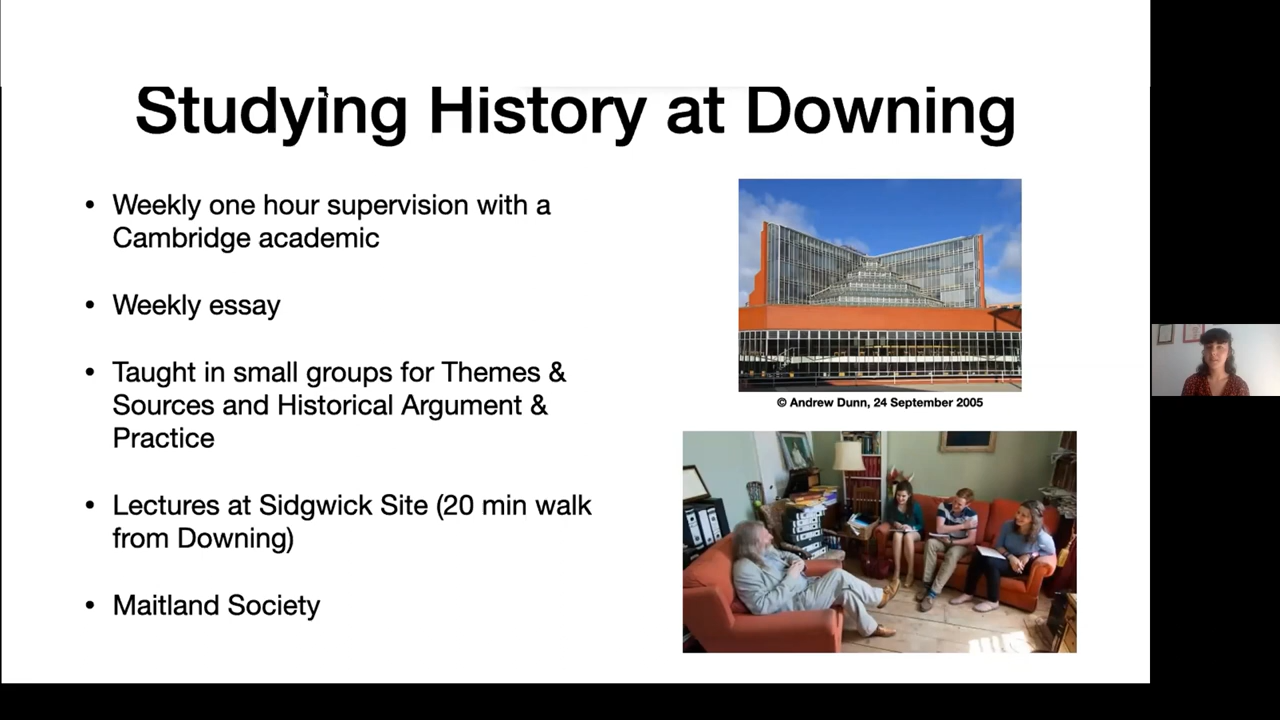 Studying History at Downing
• Weekly one hour supervision with a
Cambridge academic
• Weekly essay
• Taught in small groups for Themes &
Sources and Historical Argument &
Practice
• Lectures at Sidgwick Site (20 min walk
from Downing)
• Maitland Society
© Andrew Dunn, 24 September 2005